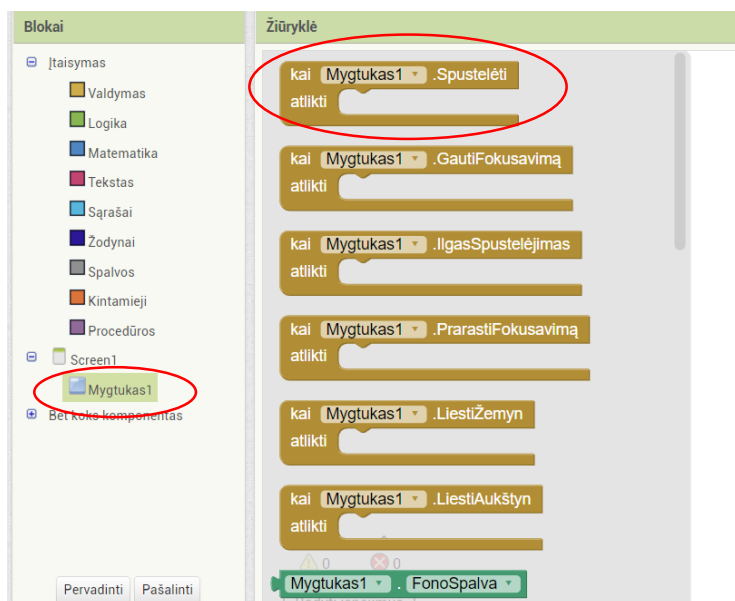 Blokai
Įtaisymas
Valdymas
Logika
Matematika
Tekstas
Sąrašai
Žodynai
Spalvos
Kintamieji
Procedūros
Screen1
Mygtukas1
Bet koks komponentas
Pervadinti Pašalinti
Žiūryklė
kai Mygtukas1 .Spustelėti
atlikti
kai Mygtukas1 .GautiFokusavimą
atlikti
kai Mygtukas1 .IlgasSpustelėjimas
atlikti
kai Mygtukas1 .PrarastiFokusavimą
atlikti
kai Mygtukas1 .LiestiŽemyn
atlikti
kai Mygtukas1 .LiestiAukštyn
atlikti
0 0
Mygtukas1 . FonoSpalva